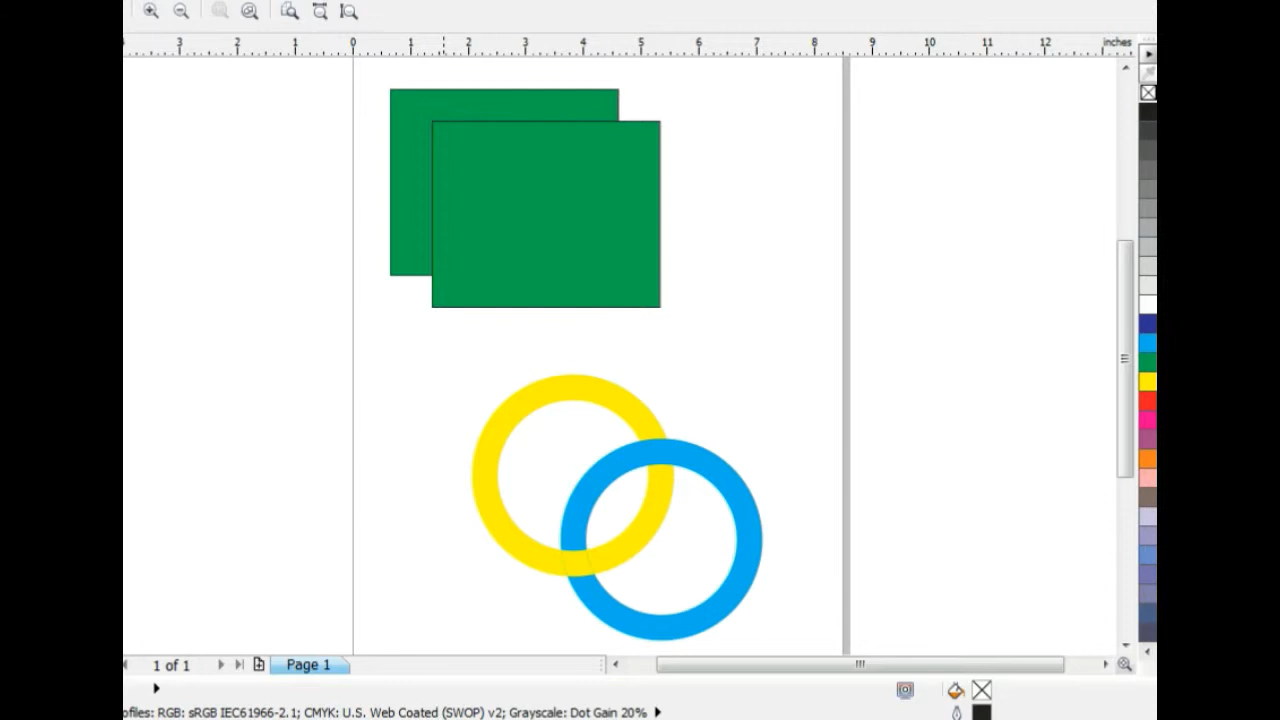 3 2 1 0 1 2 3 4 5 6 7 8 9 10 11 12 inches
1 of 1 Page 1
ofiles: RGB: sRGB IEC61966-2.1; CMYK: U.S. Web Coated (SWOP) v2; Grayscale: Dot Gain 20%